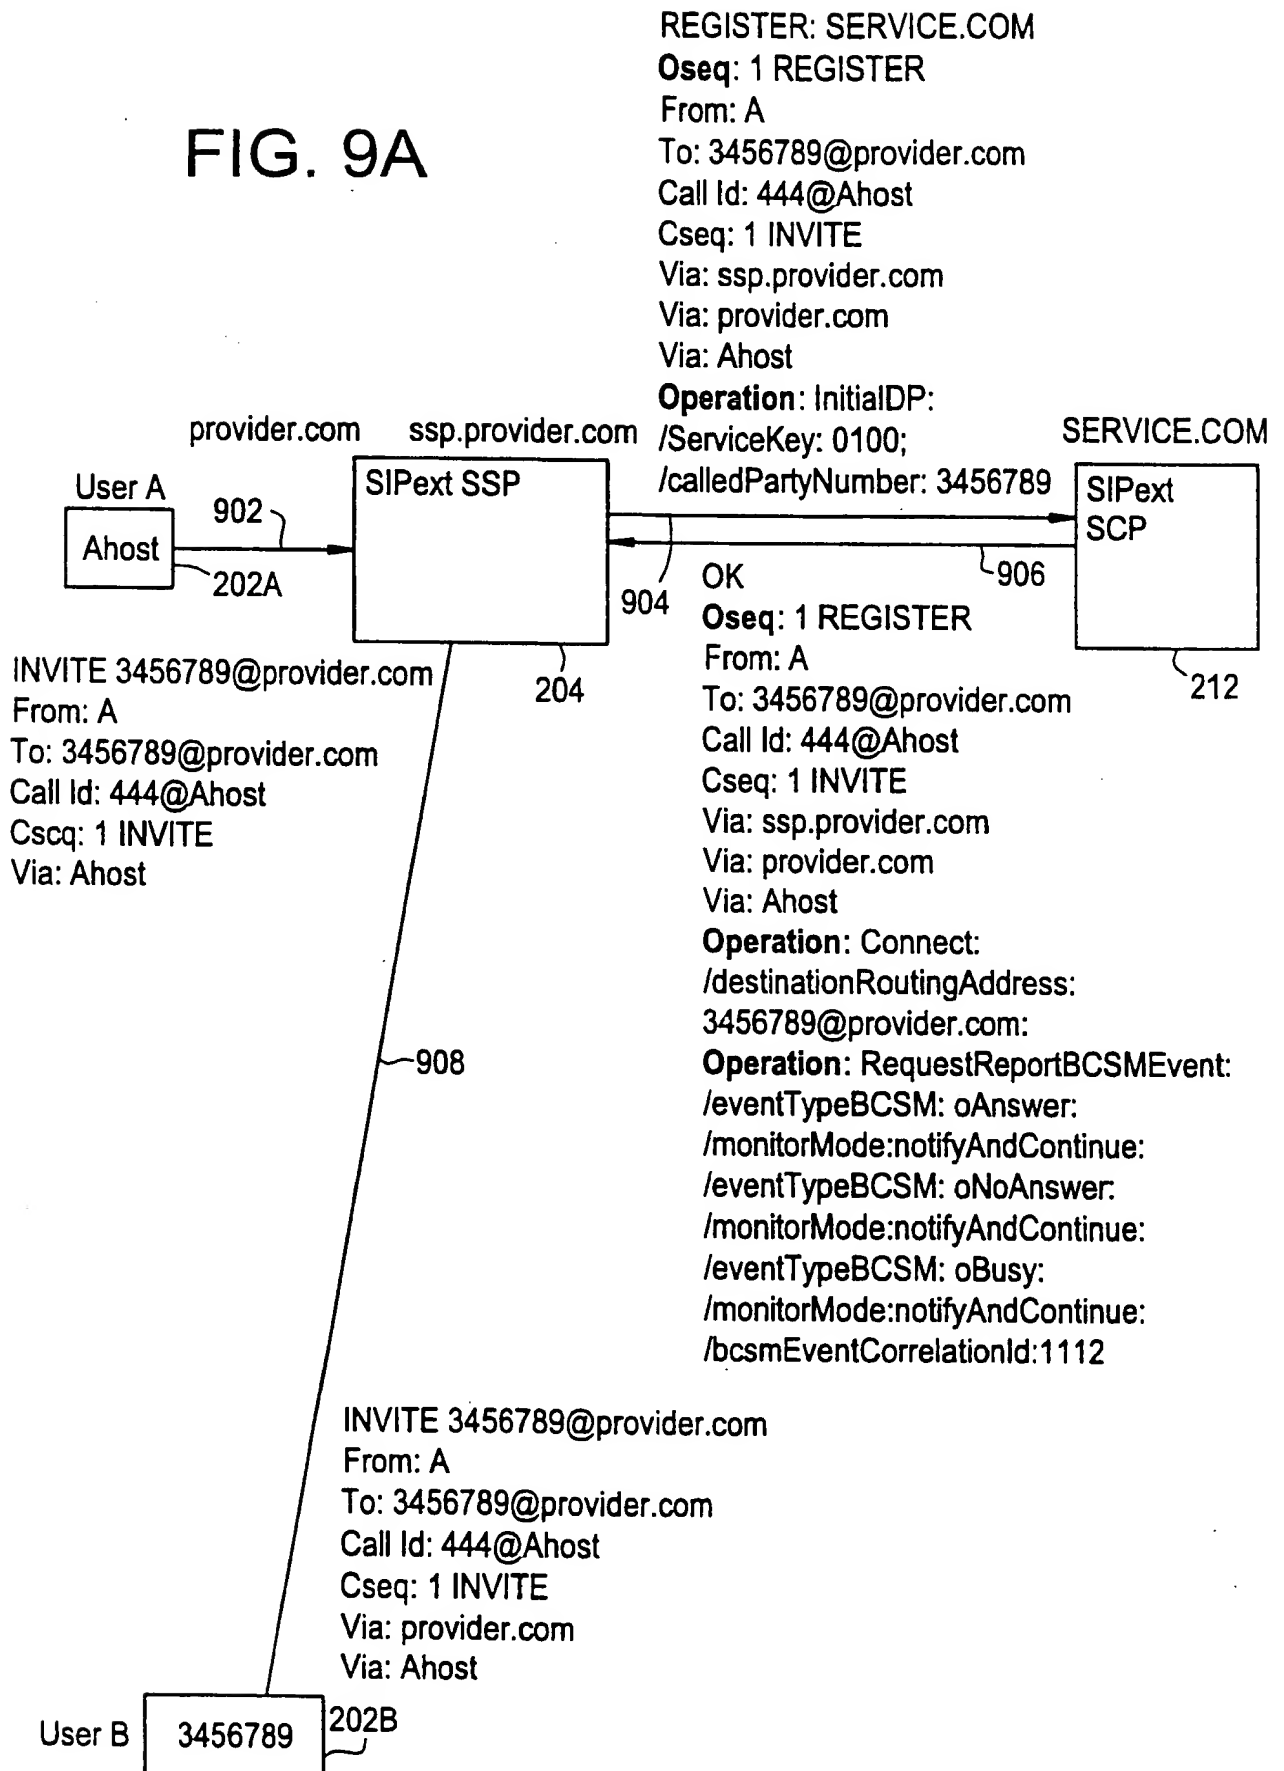 FIG. 9A
REGISTER: SERVICE.COM
Oseq: 1 REGISTER
From: A
To: 3456789@provider.com
Call Id: 444@Ahost
Cseq: 1 INVITE
Via: ssp.provider.com
Via: provider.com
Via: Ahost
Operation: InitialDP:
/ServiceKey: 0100;
/calledPartyNumber: 3456789
provider.com
ssp.provider.com
SERVICE.COM
User A
Ahost
902
202A
SIPext SSP
204
904
906
SIPext
SCP
212
INVITE 3456789@provider.com
From: A
To: 3456789@provider.com
Call Id: 444@Ahost
Cscq: 1 INVITE
Via: Ahost
OK
Oseq: 1 REGISTER
From: A
To: 3456789@provider.com
Call Id: 444@Ahost
Cseq: 1 INVITE
Via: ssp.provider.com
Via: provider.com
Via: Ahost
Operation: Connect:
/destinationRoutingAddress:
3456789@provider.com:
Operation: RequestReportBCSMEvent:
/eventTypeBCSM: oAnswer:
/monitorMode:notifyAndContinue:
/eventTypeBCSM: oNoAnswer:
/monitorMode:notifyAndContinue:
/eventTypeBCSM: oBusy:
/monitorMode:notifyAndContinue:
/bcsmEventCorrelationId:1112
908
INVITE 3456789@provider.com
From: A
To: 3456789@provider.com
Call Id: 444@Ahost
Cseq: 1 INVITE
Via: provider.com
Via: Ahost
User B
3456789
202B